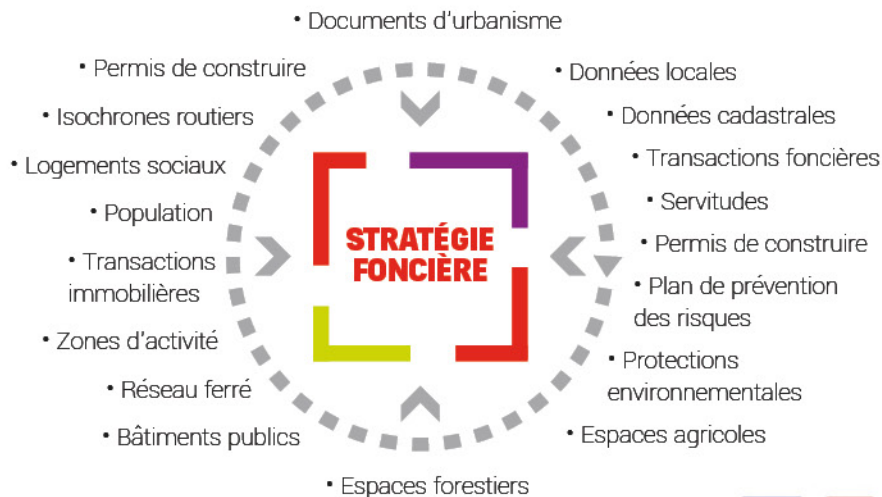 • Documents d'urbanisme
• Permis de construire
• Isochrones routiers
• Logements sociaux
• Population
• Transactions
immobilières
• Zones d'activité
• Réseau ferré
• Bâtiments publics
• Espaces forestiers
STRATÉGIE
FONCIÈRE
• Données locales
• Données cadastrales
• Transactions foncières
• Servitudes
• Permis de construire
• Plan de prévention
des risques
• Protections
environnementales
• Espaces agricoles